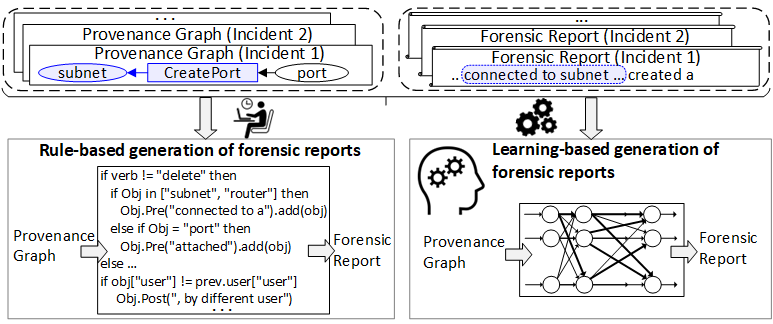 ...
Provenance Graph (Incident 2)
Provenance Graph (Incident 1)
subnet CreatePort port
...
Forensic Report (Incident 2)
Forensic Report (Incident 1)
.. connected to subnet ... created a
Rule-based generation of forensic reports
if verb != "delete" then
if Obj in ["subnet", "router"] then
Obj.Pre("connected to a").add(obj)
else if Obj = "port" then
Obj.Pre("attached").add(obj)
else ...
if obj["user"] != prev.user["user"]
Obj.Post(", by different user")
...
Provenance
Graph
Forensic
Report
Learning-based generation of
forensic reports
Provenance
Graph
Forensic
Report